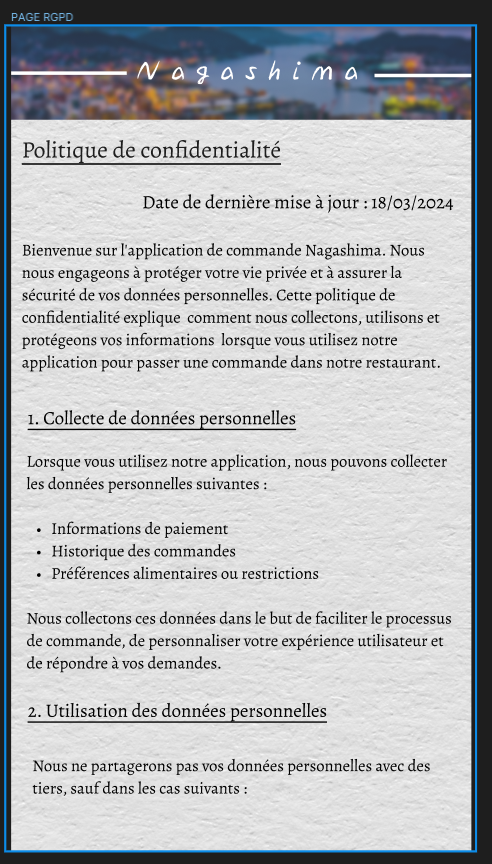 PAGE RGPD
Nagashima
Politique de confidentialité
Date de dernière mise à jour : 18/03/2024
Bienvenue sur l'application de commande Nagashima. Nous
nous engageons à protéger votre vie privée et à assurer la
sécurité de vos données personnelles. Cette politique de
confidentialité explique  comment nous collectons, utilisons et
protégeons vos informations  lorsque vous utilisez notre
application pour passer une commande dans notre restaurant.
1. Collecte de données personnelles
Lorsque vous utilisez notre application, nous pouvons collecter
les données personnelles suivantes :
• Informations de paiement
• Historique des commandes
• Préférences alimentaires ou restrictions
Nous collectons ces données dans le but de faciliter le processus
de commande, de personnaliser votre expérience utilisateur et
de répondre à vos demandes.
2. Utilisation des données personnelles
Nous ne partagerons pas vos données personnelles avec des
tiers, sauf dans les cas suivants :